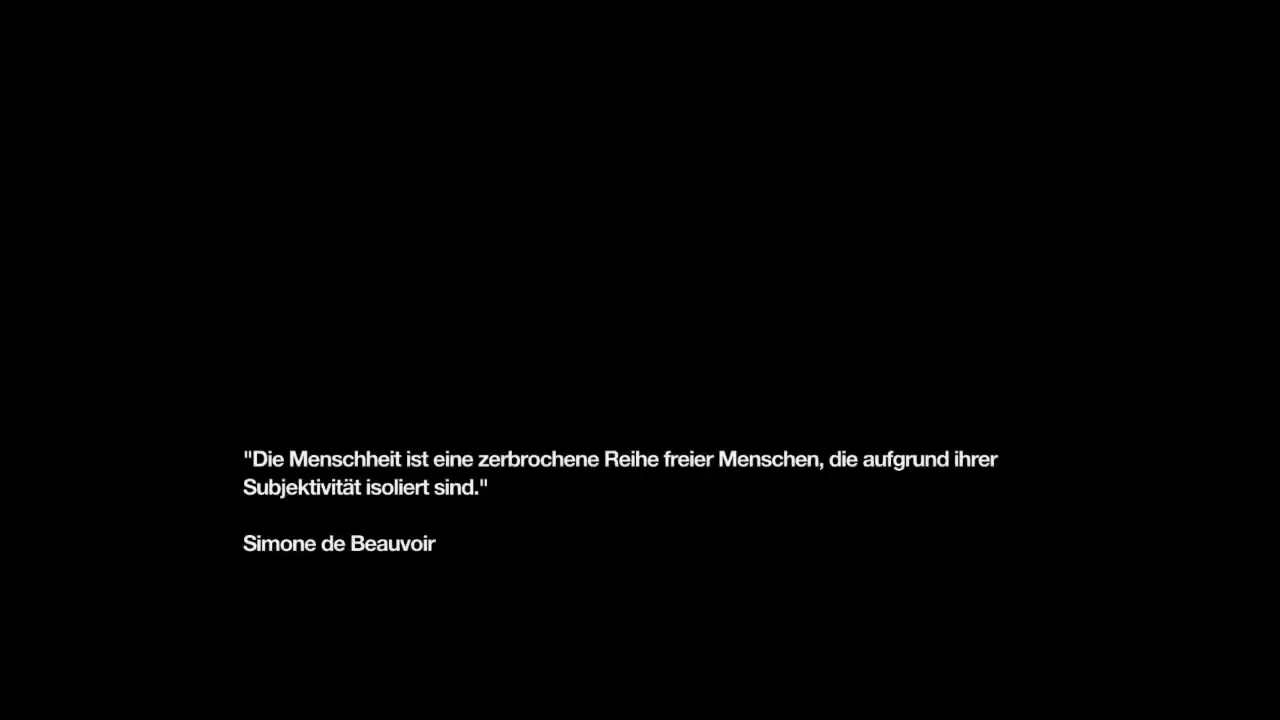 "Die Menschheit ist eine zerbrochene Reihe freier Menschen, die aufgrund ihrer
Subjektivität isoliert sind."
Simone de Beauvoir